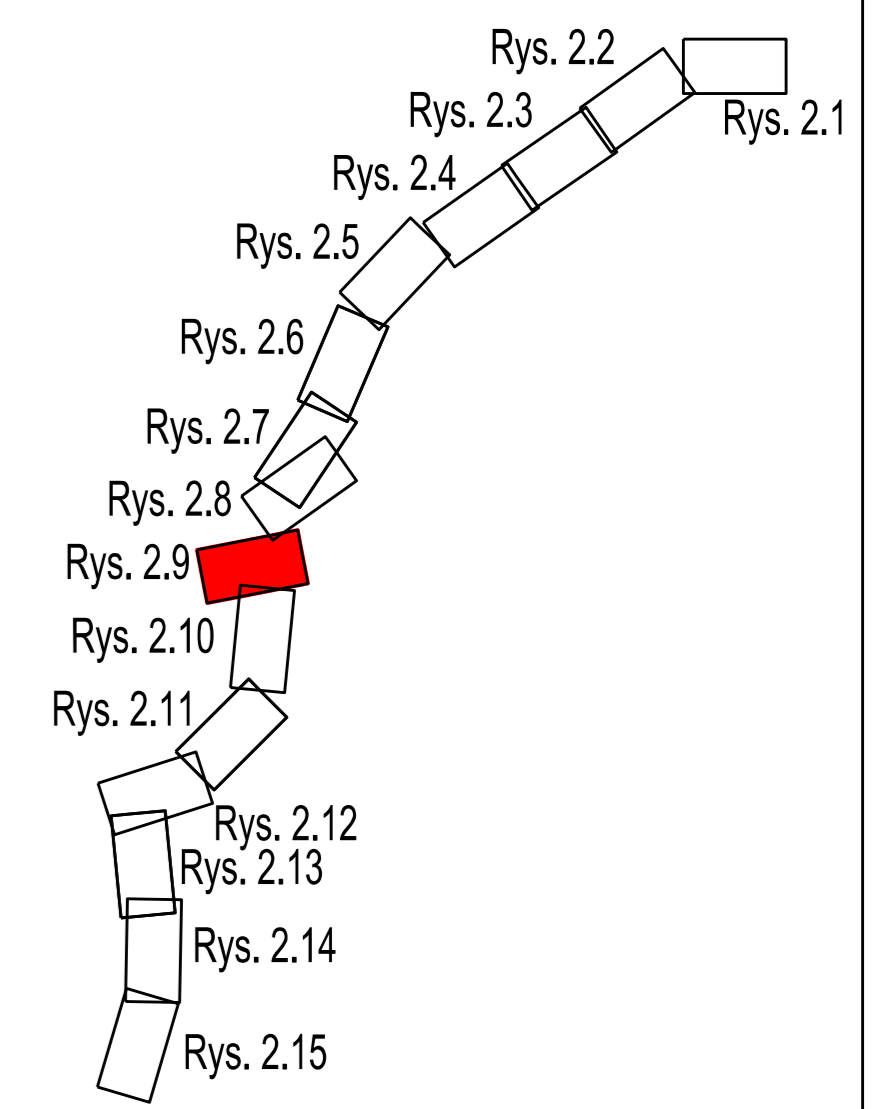 Rys. 2.2
Rys. 2.1
Rys. 2.3
Rys. 2.4
Rys. 2.5
Rys. 2.6
Rys. 2.7
Rys. 2.8
Rys. 2.9
Rys. 2.10
Rys. 2.11
Rys. 2.12
Rys. 2.13
Rys. 2.14
Rys. 2.15